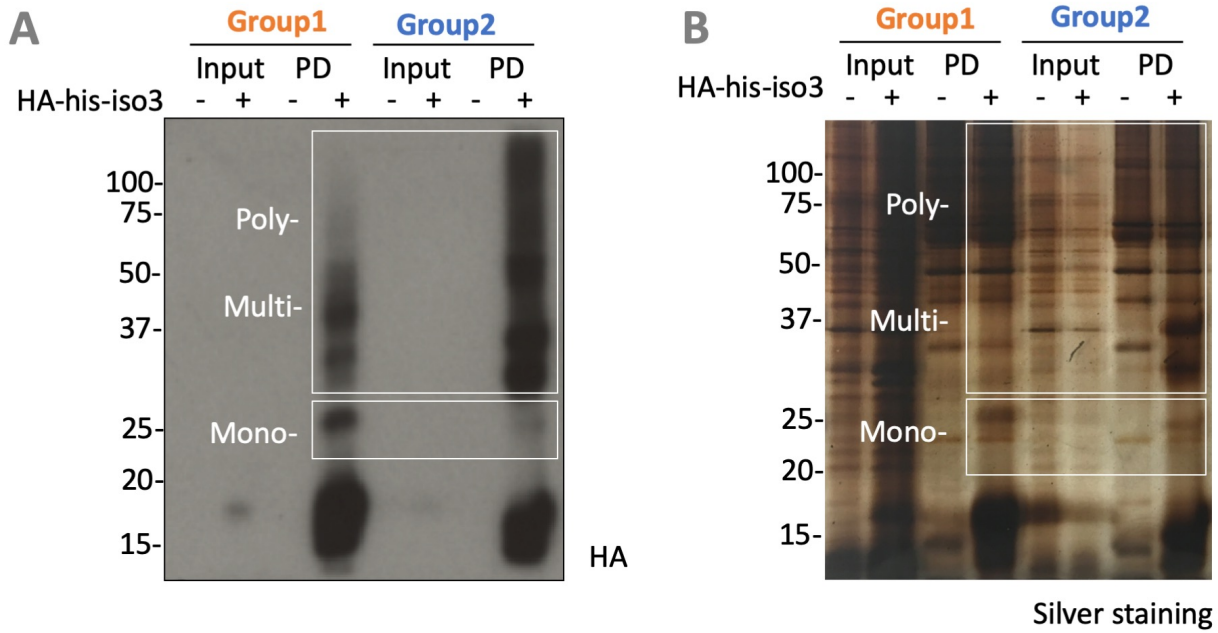 A
Group1 Group2
Input PD Input PD
HA-his-iso3 - + - + - + - +
100-
75-
Poly-
50-
Multi-
37-
25-
Mono-
20-
15-
HA
B
Group1 Group2
Input PD Input PD
HA-his-iso3 - + - + - + - +
100-
75-
Poly-
50-
37-
Multi-
25-
Mono-
20-
15-
Silver staining